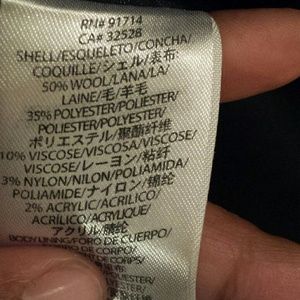 RN# 91714
CA# 32528
SHELL/ESQUELETO/CONCHA/
COQUILLE/シェル/表布/
50% WOOL/LANA/LA/
LAINE/毛/羊毛
35% POLYESTER/POLIESTER/
POLYESTER/POLIESTER/
ポリエステル/聚酯纤维
10% VISCOSE/VISCOSA/VISCOSE/
VISCOSE/レーヨン/粘纤
3% NYLON/NILON/POLIAMIDA/
POLIAMIDE/ナイロン/锦纶
2% ACRYLIC/ACRILICO/
ACRÍLICO/ACRYLIQUE/
アクリル/腈纶
BODY LINING/FORRO DE CUERPO/
DE CORPS/